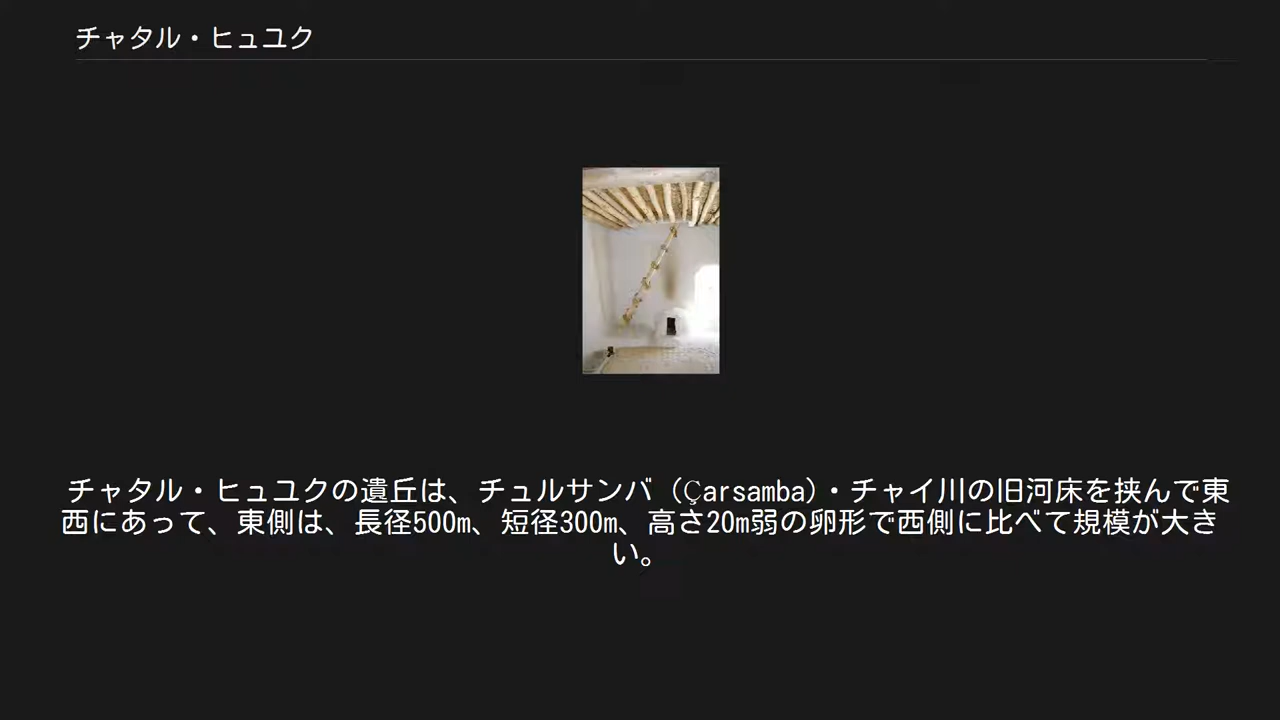 チャタル・ヒュユク
チャタル・ヒュユクの遺丘は、チュルサンバ（Çarsamba)・チャイ川の旧河床を挟んで東
西にあって、東側は、長径500m、短径300m、高さ20m弱の卵形で西側に比べて規模が大き
い。